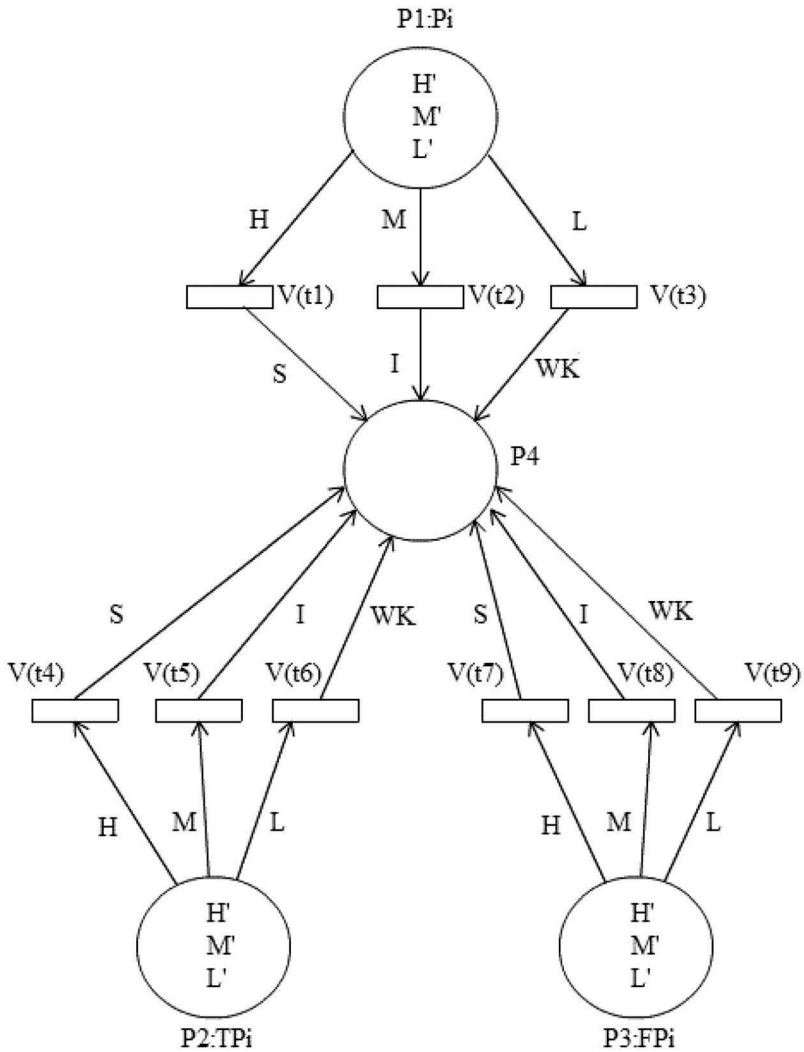 P1:Pi
H'
M'
L'
H
M
L
V(t1)
V(t2)
V(t3)
S
I
WK
P4
S
I
WK
S
I
WK
V(t4)
V(t5)
V(t6)
V(t7)
V(t8)
V(t9)
H
M
L
H
M
L
H'
M'
L'
H'
M'
L'
P2:TPi
P3:FPi